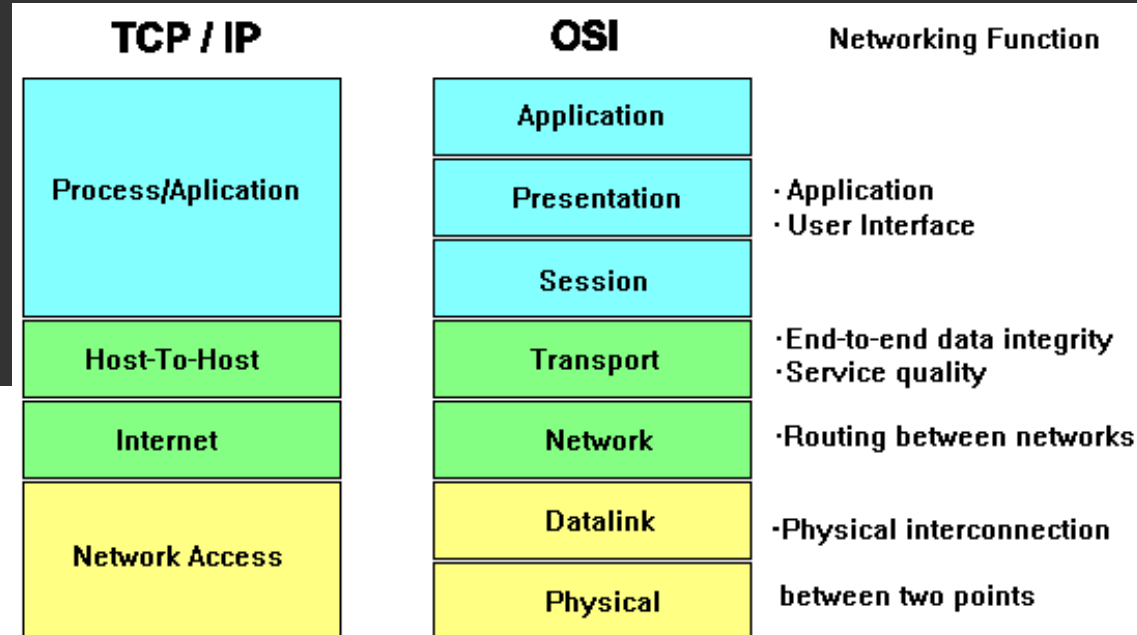 TCP / IP
OSI
Networking Function
Process/Aplication
Application
Presentation
Session
· Application
· User Interface
Host-To-Host
Transport
·End-to-end data integrity
·Service quality
Internet
Network
·Routing between networks
Network Access
Datalink
Physical
·Physical interconnection
between two points